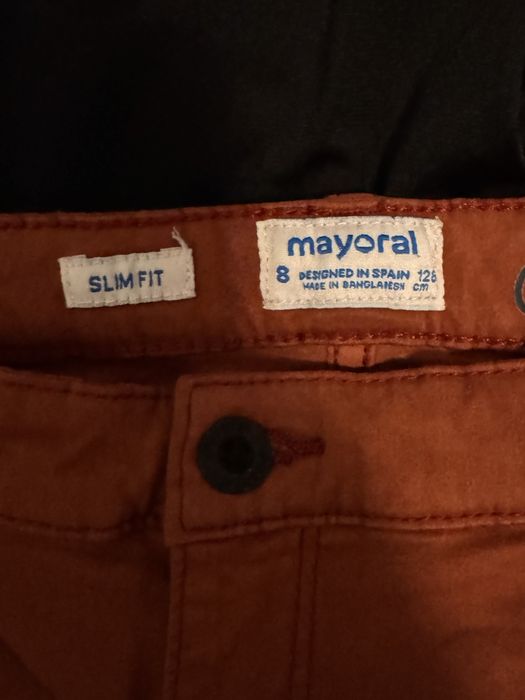 SLIM FIT
mayoral
8 DESIGNED IN SPAIN 128
MADE IN BANGLADESH cm